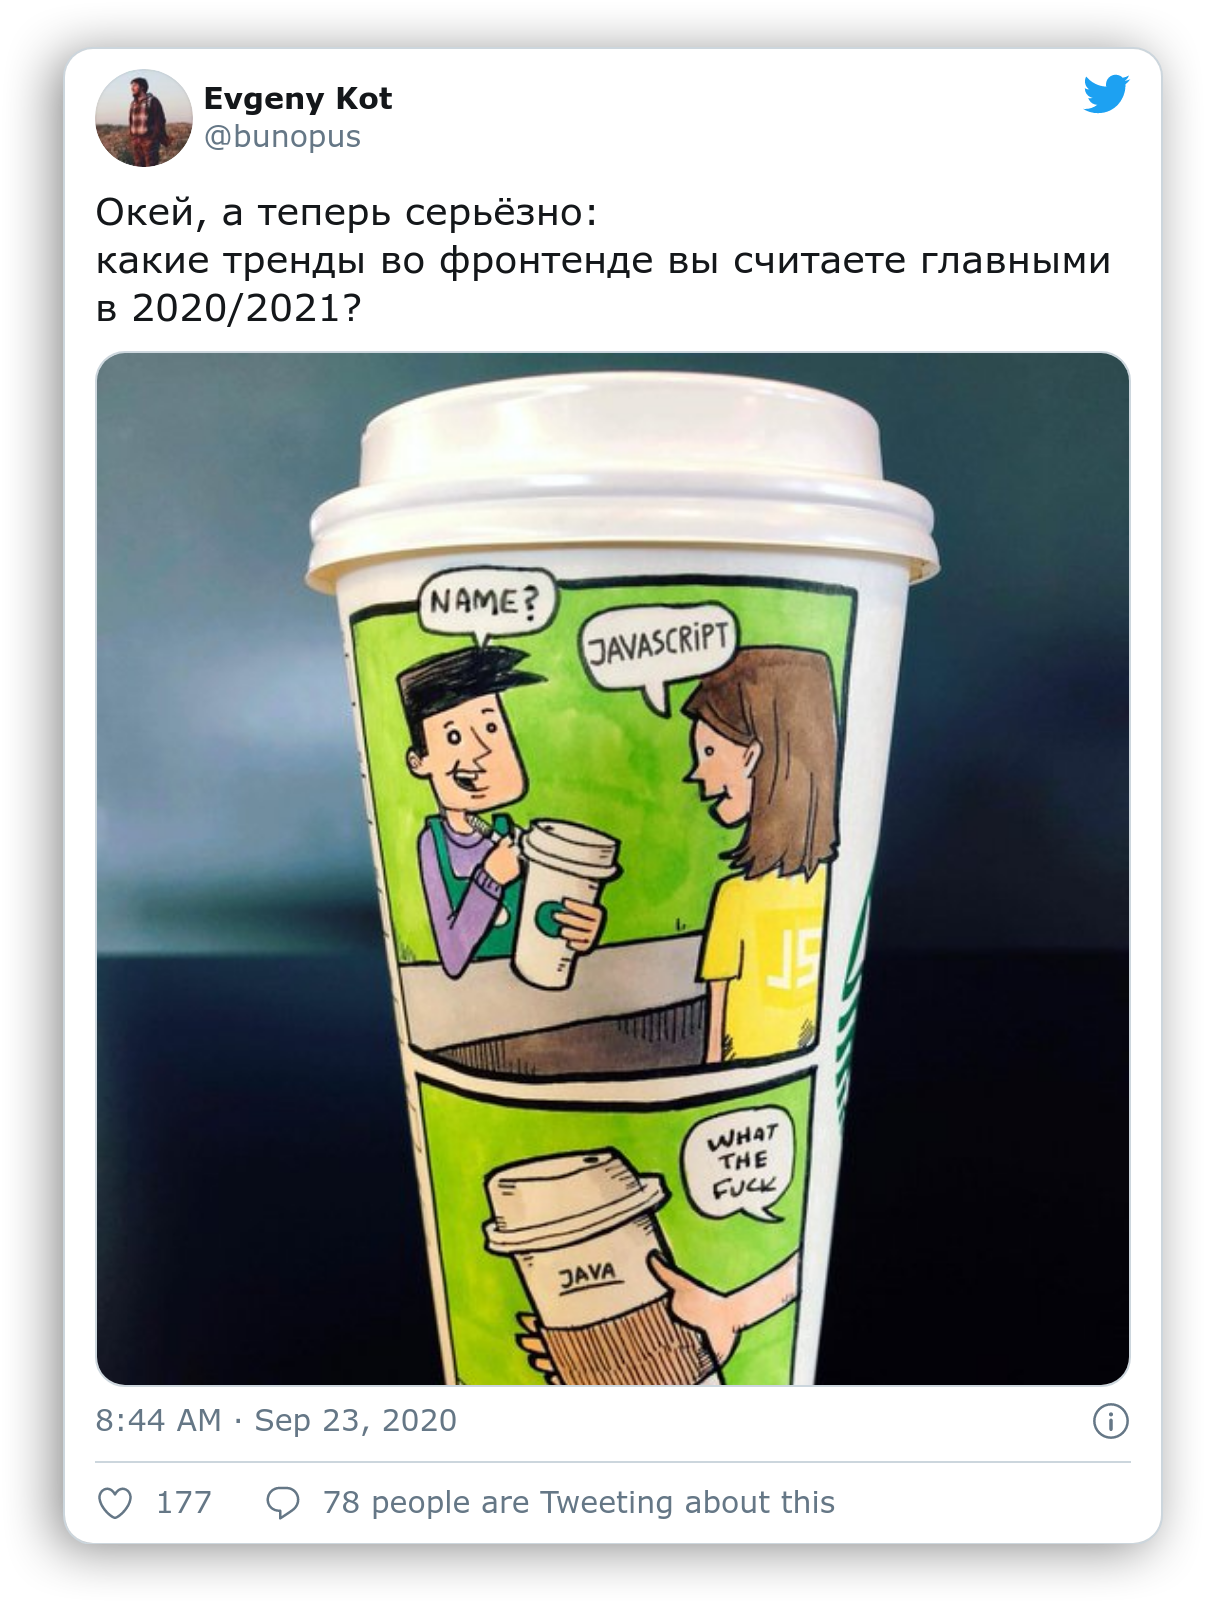 Evgeny Kot
@bunopus
Окей, а теперь серьёзно:
какие тренды во фронтенде вы считаете главными
в 2020/2021?
NAME?
JAVASCRIPT
JS
WHAT
THE
FUCK
JAVA
8:44 AM · Sep 23, 2020
177
78 people are Tweeting about this